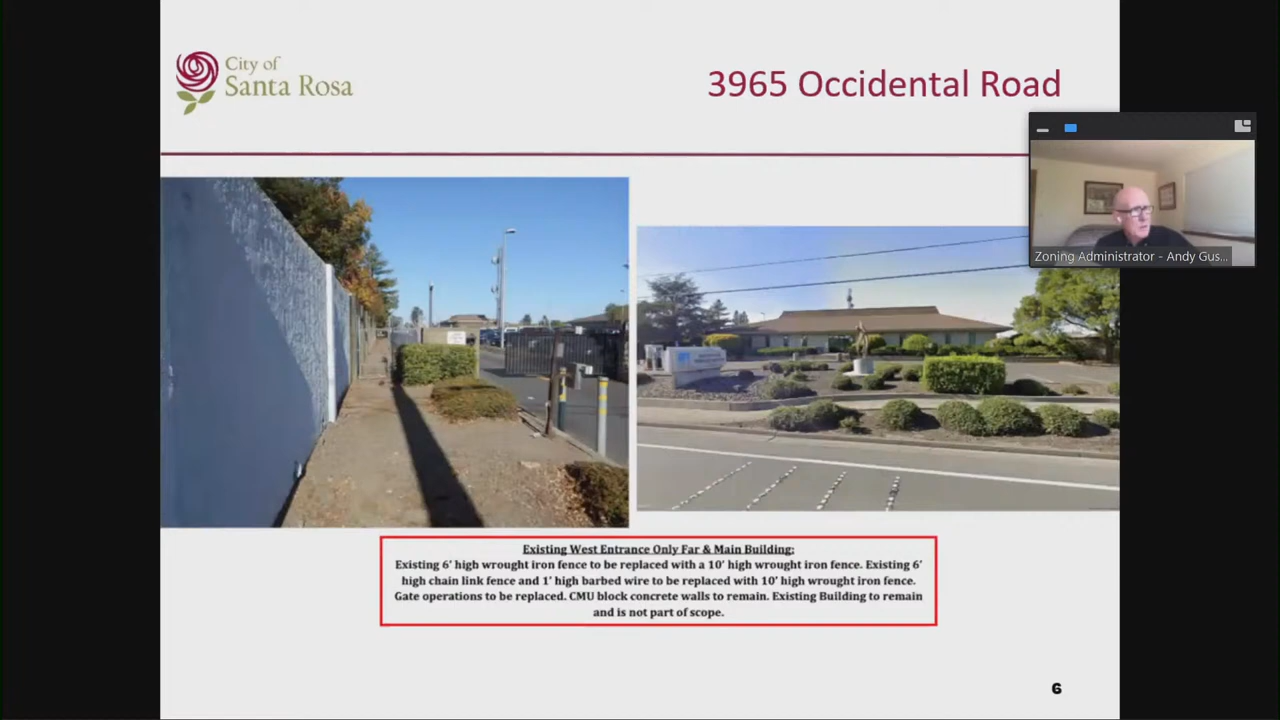 City of
Santa Rosa
3965 Occidental Road
Zoning Administrator - Andy Gus...
Existing West Entrance Only Far & Main Building:
Existing 6' high wrought iron fence to be replaced with a 10' high wrought iron fence. Existing 6'
high chain link fence and 1' high barbed wire to be replaced with 10' high wrought iron fence.
Gate operations to be replaced. CMU block concrete walls to remain. Existing Building to remain
and is not part of scope.
6